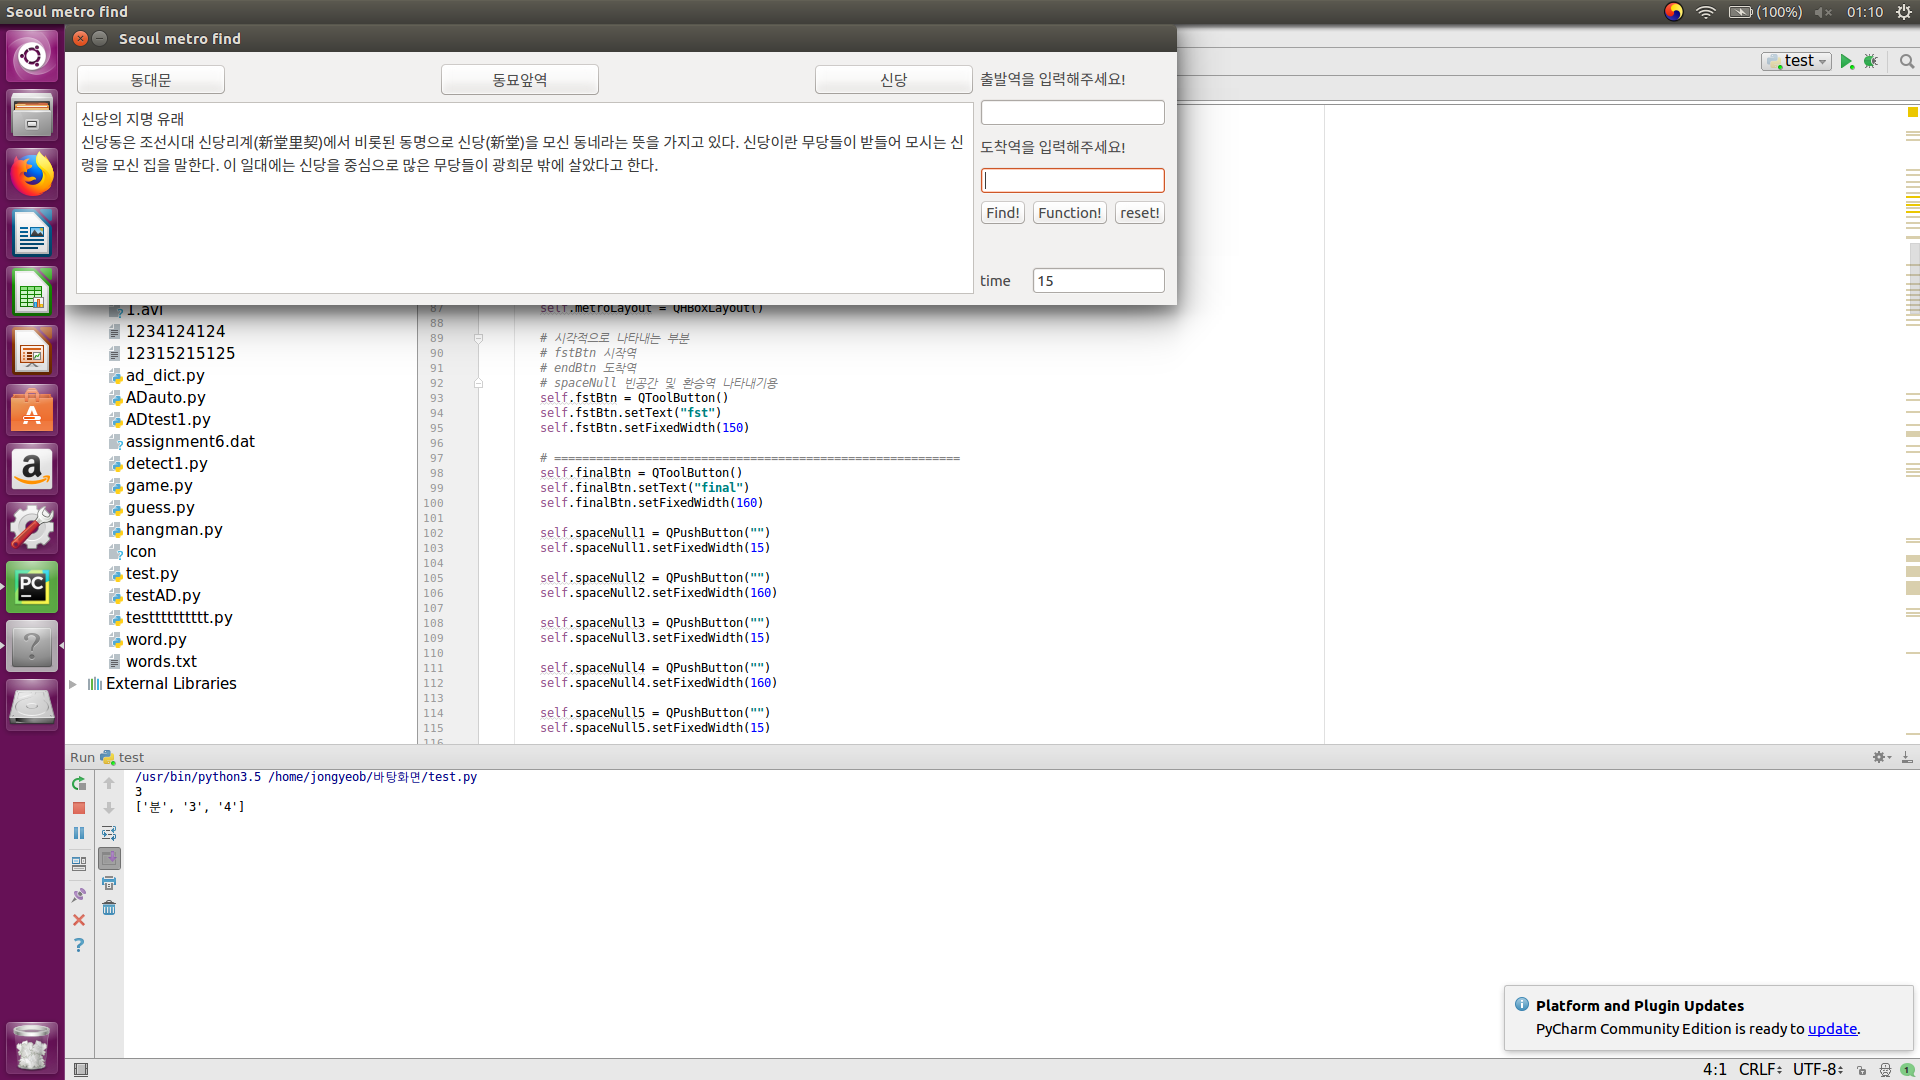 Seoul metro find
(100%)
01:10
Seoul metro find
동대문
동묘앞역
신당
출발역을 입력해주세요!
신당의 지명 유래
신당동은 조선시대 신당리계(新堂里契)에서 비롯된 동명으로 신당(新堂)을 모신 동네라는 뜻을 가지고 있다. 신당이란 무당들이 받들어 모시는 신
령을 모신 집을 말한다. 이 일대에는 신당을 중심으로 많은 무당들이 광희문 밖에 살았다고 한다.
도착역을 입력해주세요!
Find!
Function!
reset!
time
15
test
1.avi
1234124124
12315215125
ad_dict.py
ADauto.py
ADtest1.py
assignment6.dat
detect1.py
game.py
guess.py
hangman.py
Icon
test.py
testAD.py
testttttttttt.py
word.py
words.txt
External Libraries
87 self.metroLayout = QHBoxLayout()
88
89 # 시각적으로 나타내는 부분
90 # fstBtn 시작역
91 # endBtn 도착역
92 # spaceNull 빈공간 및 환승역 나타내기용
93 self.fstBtn = QToolButton()
94 self.fstBtn.setText("fst")
95 self.fstBtn.setFixedWidth(150)
96
97 # ==========================================================
98 self.finalBtn = QToolButton()
99 self.finalBtn.setText("final")
100 self.finalBtn.setFixedWidth(160)
101
102 self.spaceNull1 = QPushButton("")
103 self.spaceNull1.setFixedWidth(15)
104
105 self.spaceNull2 = QPushButton("")
106 self.spaceNull2.setFixedWidth(160)
107
108 self.spaceNull3 = QPushButton("")
109 self.spaceNull3.setFixedWidth(15)
110
111 self.spaceNull4 = QPushButton("")
112 self.spaceNull4.setFixedWidth(160)
113
114 self.spaceNull5 = QPushButton("")
115 self.spaceNull5.setFixedWidth(15)
116
Run test
/usr/bin/python3.5 /home/jongyeob/바탕화면/test.py
3
['분', '3', '4']
Platform and Plugin Updates
PyCharm Community Edition is ready to update.
4:1 CRLF UTF-8 1
PC
a